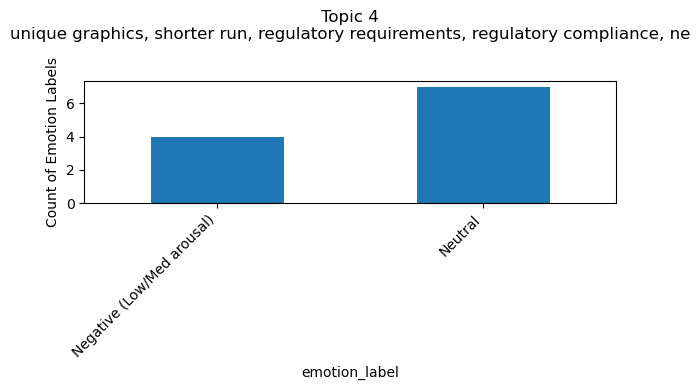 Topic 4
unique graphics, shorter run, regulatory requirements, regulatory compliance, ne
Count of Emotion Labels
6
4
2
0
Negative (Low/Med arousal)
Neutral
emotion_label